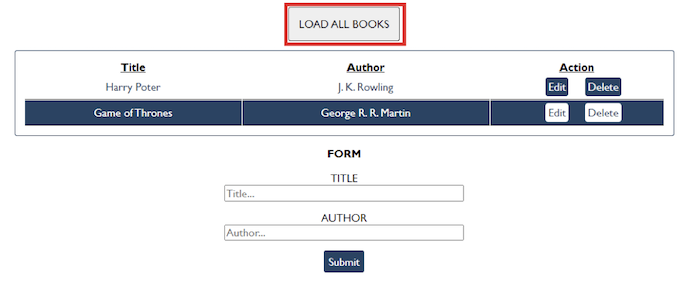 LOAD ALL BOOKS
Title Author Action
Harry Poter J. K. Rowling Edit Delete
Game of Thrones George R. R. Martin Edit Delete
FORM
TITLE
Title...
AUTHOR
Author...
Submit